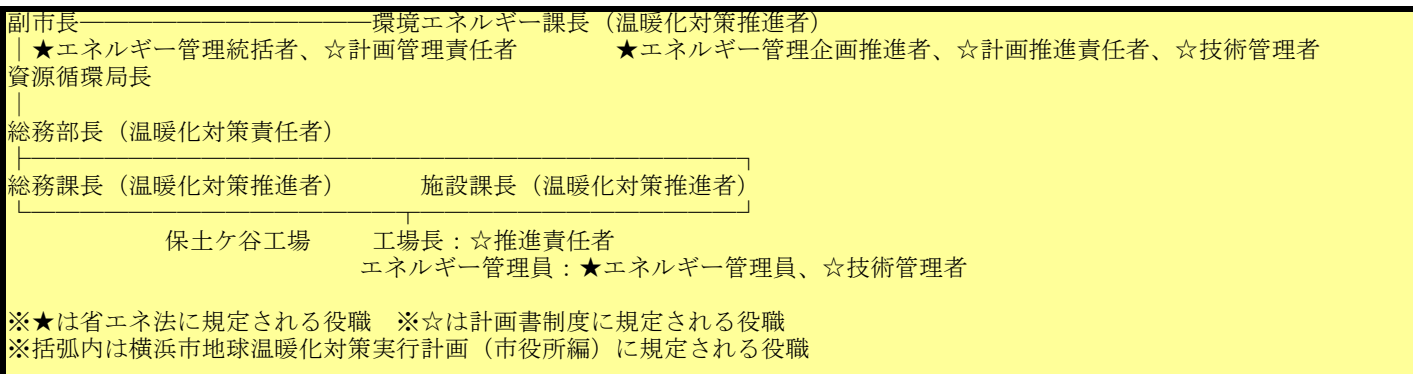 副市長――――――――――――環境エネルギー課長（温暖化対策推進者）
｜★エネルギー管理統括者、☆計画管理責任者　　　　★エネルギー管理企画推進者、☆計画推進責任者、☆技術管理者
資源循環局長
｜
総務部長（温暖化対策責任者）
├―――――――――――――――――――――――――――――┐
総務課長（温暖化対策推進者）　　　　施設課長（温暖化対策推進者）
└―――――――――――――――┬―――――――――――――┘
保土ケ谷工場　　工場長：☆推進責任者
エネルギー管理員：★エネルギー管理員、☆技術管理者
※★は省エネ法に規定される役職　※☆は計画書制度に規定される役職
※括弧内は横浜市地球温暖化対策実行計画（市役所編）に規定される役職